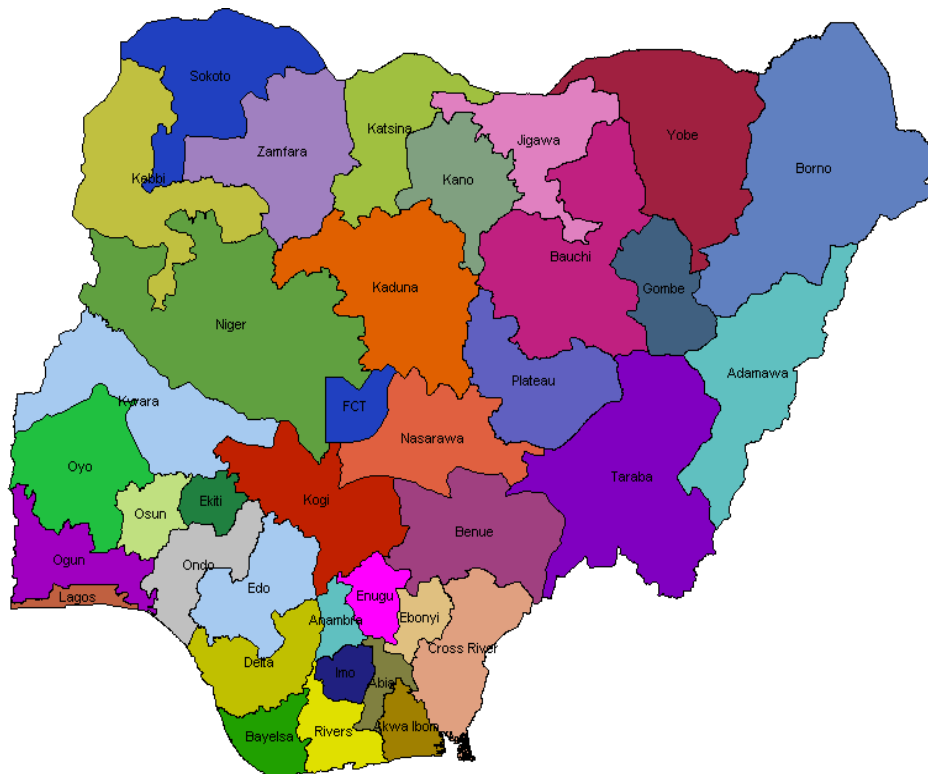 Sokoto
Katsina
Zamfara
Kebbi
Kano
Jigawa
Yobe
Borno
Bauchi
Gombe
Kaduna
Niger
Adamawa
Plateau
FCT
Kwara
Nasarawa
Oyo
Taraba
Kogi
Ekiti
Osun
Benue
Ogun
Ondo
Edo
Lagos
Enugu
Anambra
Ebonyi
Cross River
Delta
Imo
Abia
Akwa Ibom
Rivers
Bayelsa